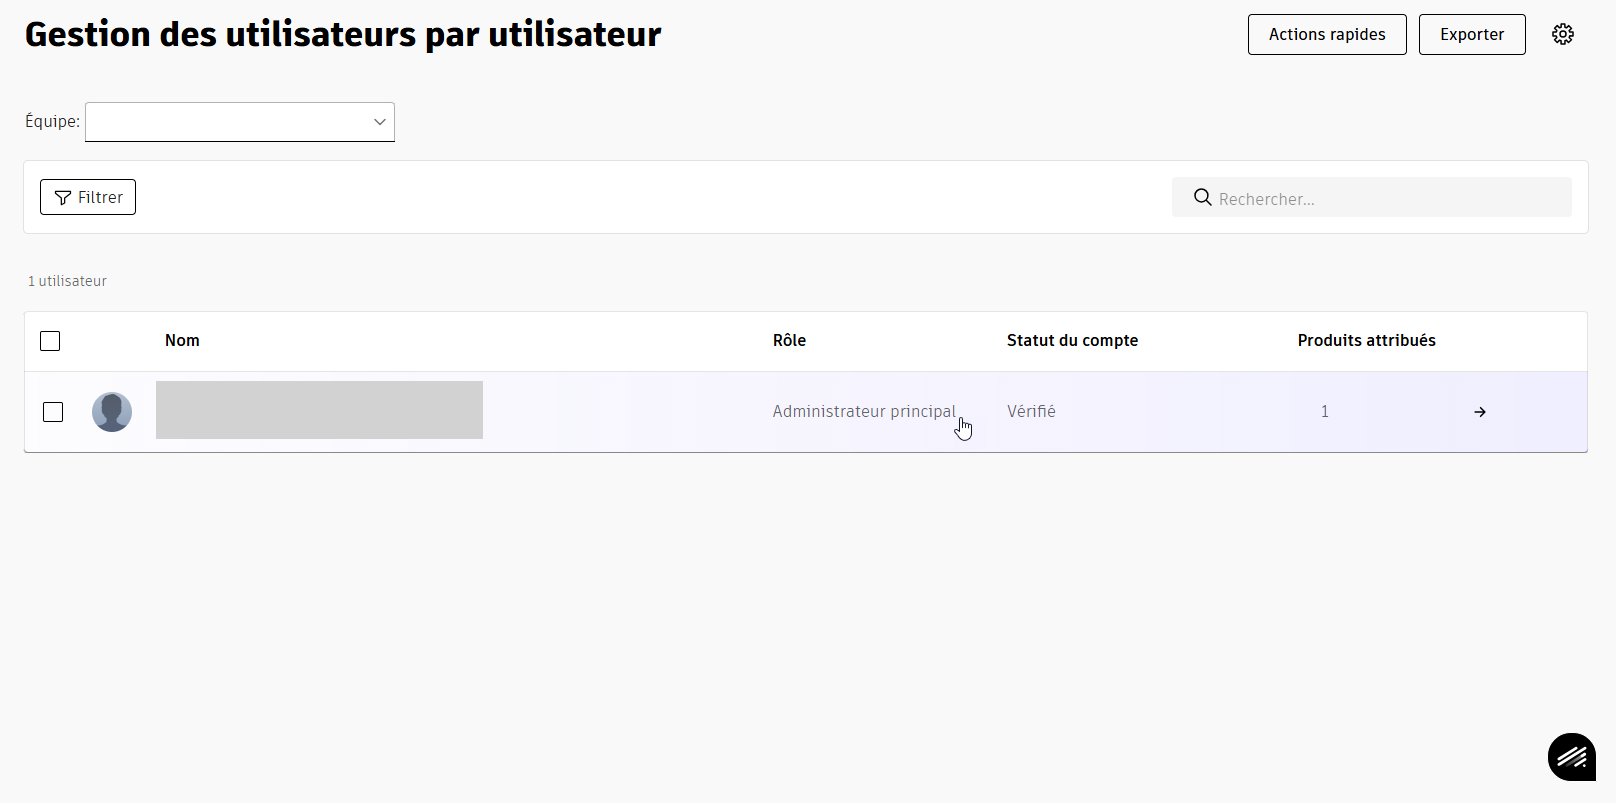 Gestion des utilisateurs par utilisateur
Actions rapides
Exporter
Équipe:
Filtrer
Rechercher...
1 utilisateur
Nom Rôle Statut du compte Produits attribués
Administrateur principal Vérifié 1